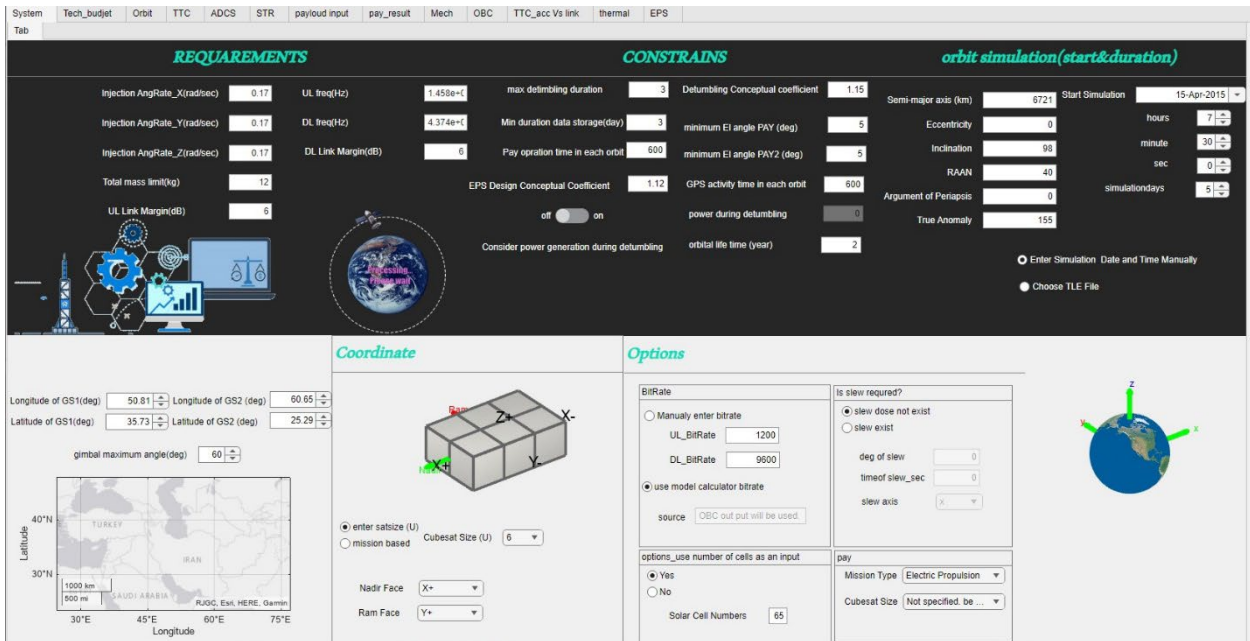 System Tech_budjet Orbit TTC ADCS STR payloud input pay_result Mech OBC TTC_acc Vs link thermal EPS
Tab
REQUAREMENTS
Injection AngRate_X(rad/sec) 0.17
Injection AngRate_Y(rad/sec) 0.17
Injection AngRate_Z(rad/sec) 0.17
Total mass limit(kg) 12
UL Link Margin(dB) 6
UL freq(Hz) 1.458e+(
DL freq(Hz) 4.374e+(
DL Link Margin(dB) 6
Processing..
Please wait
CONSTRAINS
max detimbling duration 3
Min duration data storage(day) 3
Pay opration time in each orbit 600
EPS Design Conceptual Coefficient 1.12
off on
Consider power generation during detumbling
Detumbling Conceptual coefficient 1.15
minimum El angle PAY (deg) 5
minimum El angle PAY2 (deg) 5
GPS activity time in each orbit 600
power during detumbling 0
orbital life time (year) 2
orbit simulation(start&duration)
Semi-major axis (km) 6721
Eccentricity 0
Inclination 98
RAAN 40
Argument of Periapsis 0
True Anomaly 155
Start Simulation 15-Apr-2015
hours 7
minute 30
sec 0
simulationdays 5
Enter Simulation Date and Time Manually
Choose TLE File
Longitude of GS1(deg) 50.81 Longitude of GS2 (deg) 60.65
Latitude of GS1(deg) 35.73 Latitude of GS2 (deg) 25.29
gimbal maximum angle(deg) 60
40°N
30°N
Latitude
TURKEY
IRAN
SAUDI ARABIA
1000 km
500 mi
RJGC, Esri, HERE, Garmin
30°E 45°E 60°E 75°E
Longitude
Coordinate
Ram
Z+
X-
X+
Y-
enter satsize (U)
mission based
Cubesat Size (U) 6
Nadir Face X+
Ram Face Y+
Options
BitRate
Manualy enter bitrate
UL_BitRate 1200
DL_BitRate 9600
use model calculator bitrate
source OBC out put will be used.
Is slew requred?
slew dose not exist
slew exist
deg of slew 0
timeof slew_sec 0
slew axis x
options_use number of cells as an input
Yes
No
Solar Cell Numbers 65
pay
Mission Type Electric Propulsion
Cubesat Size Not specified. be ...
z
y
x